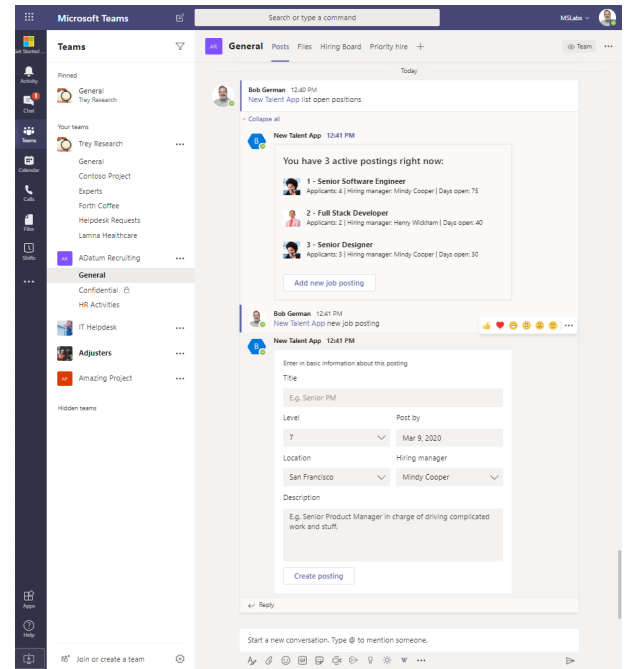 Microsoft Teams
Search or type a command
MSLabs
Get Started ...
Activity
1
Chat
Teams
Calendar
Calls
Files
Shifts
Apps
Help
Teams
Pinned
General
Trey Research
Your teams
Trey Research
General
Contoso Project
Experts
Forth Coffee
Helpdesk Requests
Lamna Healthcare
AR
ADatum Recruiting
General
Confidential
HR Activities
IT Helpdesk
Adjusters
AP
Amazing Project
Hidden teams
Join or create a team
AR
General Posts Files Hiring Board Priority hire +
Team
Today
Bob German 12:40 PM
New Talent App list open positions
Collapse all
B
New Talent App 12:41 PM
You have 3 active postings right now:
1 - Senior Software Engineer
Applicants: 4 | Hiring manager: Mindy Cooper | Days open: 75
2 - Full Stack Developer
Applicants: 2 | Hiring manager: Henry Wickham | Days open: 40
3 - Senior Designer
Applicants: 3 | Hiring manager: Mindy Cooper | Days open: 30
Add new job posting
Bob German 12:41 PM
New Talent App new job posting
B
New Talent App 12:41 PM
Enter in basic information about this posting
Title
E.g. Senior PM
Level Post by
7 Mar 9, 2020
Location Hiring manager
San Francisco Mindy Cooper
Description
E.g. Senior Product Manager in charge of driving complicated
work and stuff.
Create posting
Reply
Start a new conversation. Type @ to mention someone.